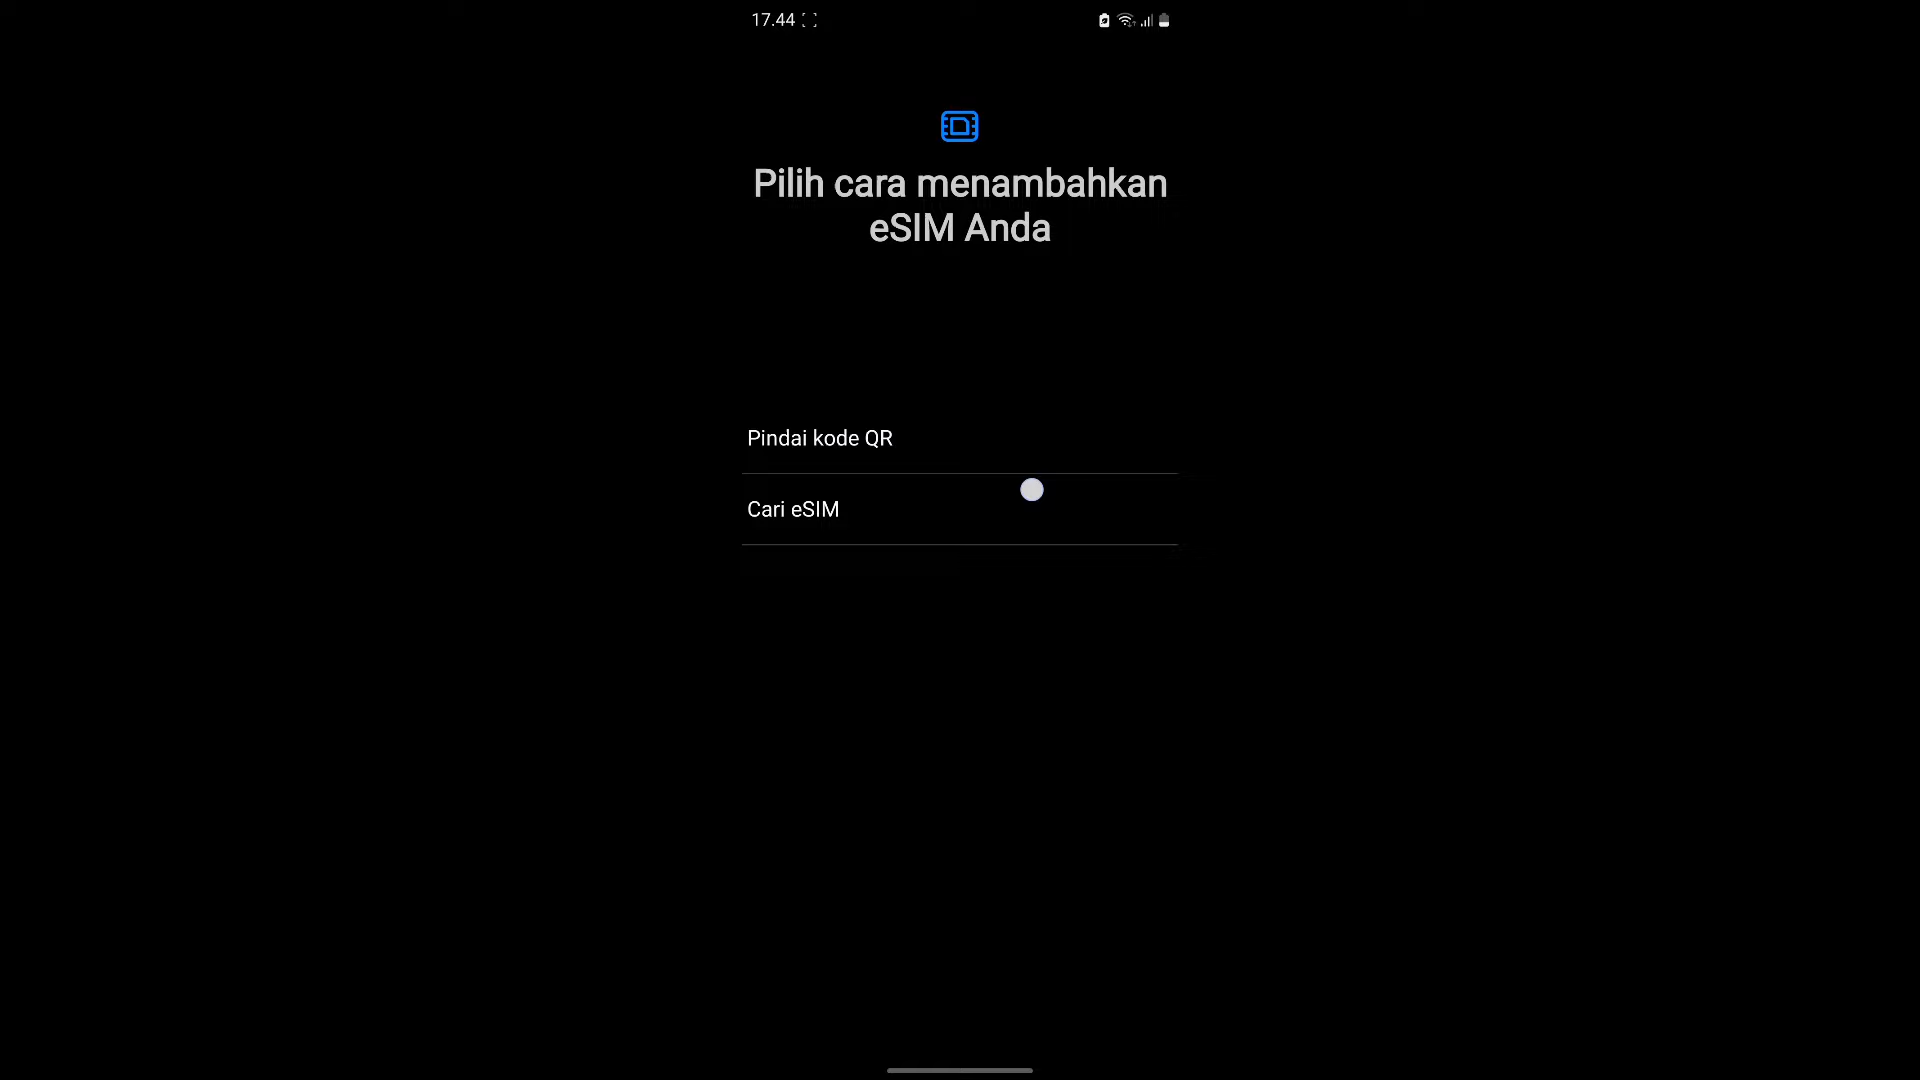 17.44
Pilih cara menambahkan
eSIM Anda
Pindai kode QR
Cari eSIM